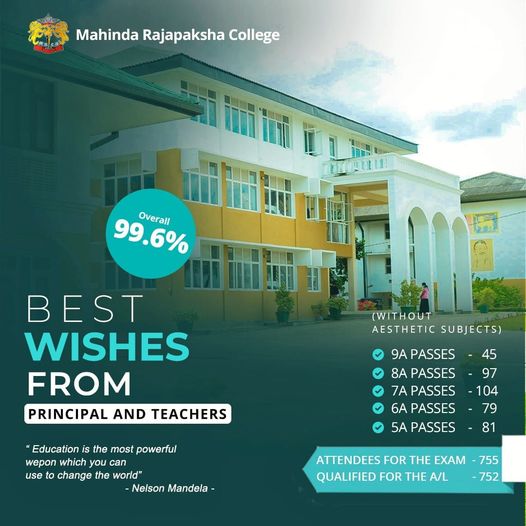 Mahinda Rajapaksha College
Overall
99.6%
BEST
WISHES
FROM
PRINCIPAL AND TEACHERS
“ Education is the most powerful
wepon which you can
use to change the world”
- Nelson Mandela -
(WITHOUT
AESTHETIC SUBJECTS)
9A PASSES - 45
8A PASSES - 97
7A PASSES - 104
6A PASSES - 79
5A PASSES - 81
ATTENDEES FOR THE EXAM - 755
QUALIFIED FOR THE A/L - 752